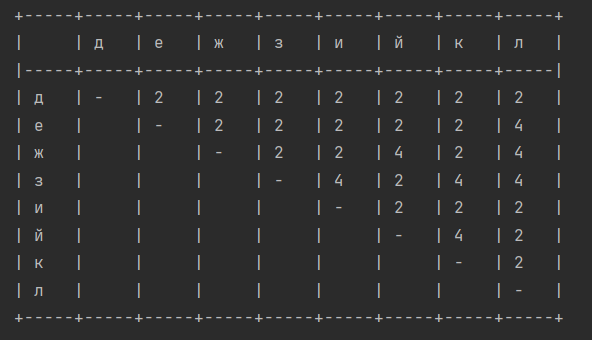 +-----+-----+-----+-----+-----+-----+-----+-----+-----+
|     | д   | е   | ж   | з   | и   | й   | к   | л   |
|-----+-----+-----+-----+-----+-----+-----+-----+-----|
| д   | -   | 2   | 2   | 2   | 2   | 2   | 2   | 2   |
| е   |     | -   | 2   | 2   | 2   | 2   | 2   | 4   |
| ж   |     |     | -   | 2   | 2   | 4   | 2   | 4   |
| з   |     |     |     | -   | 4   | 2   | 4   | 4   |
| и   |     |     |     |     | -   | 2   | 2   | 2   |
| й   |     |     |     |     |     | -   | 4   | 2   |
| к   |     |     |     |     |     |     | -   | 2   |
| л   |     |     |     |     |     |     |     | -   |
+-----+-----+-----+-----+-----+-----+-----+-----+-----+